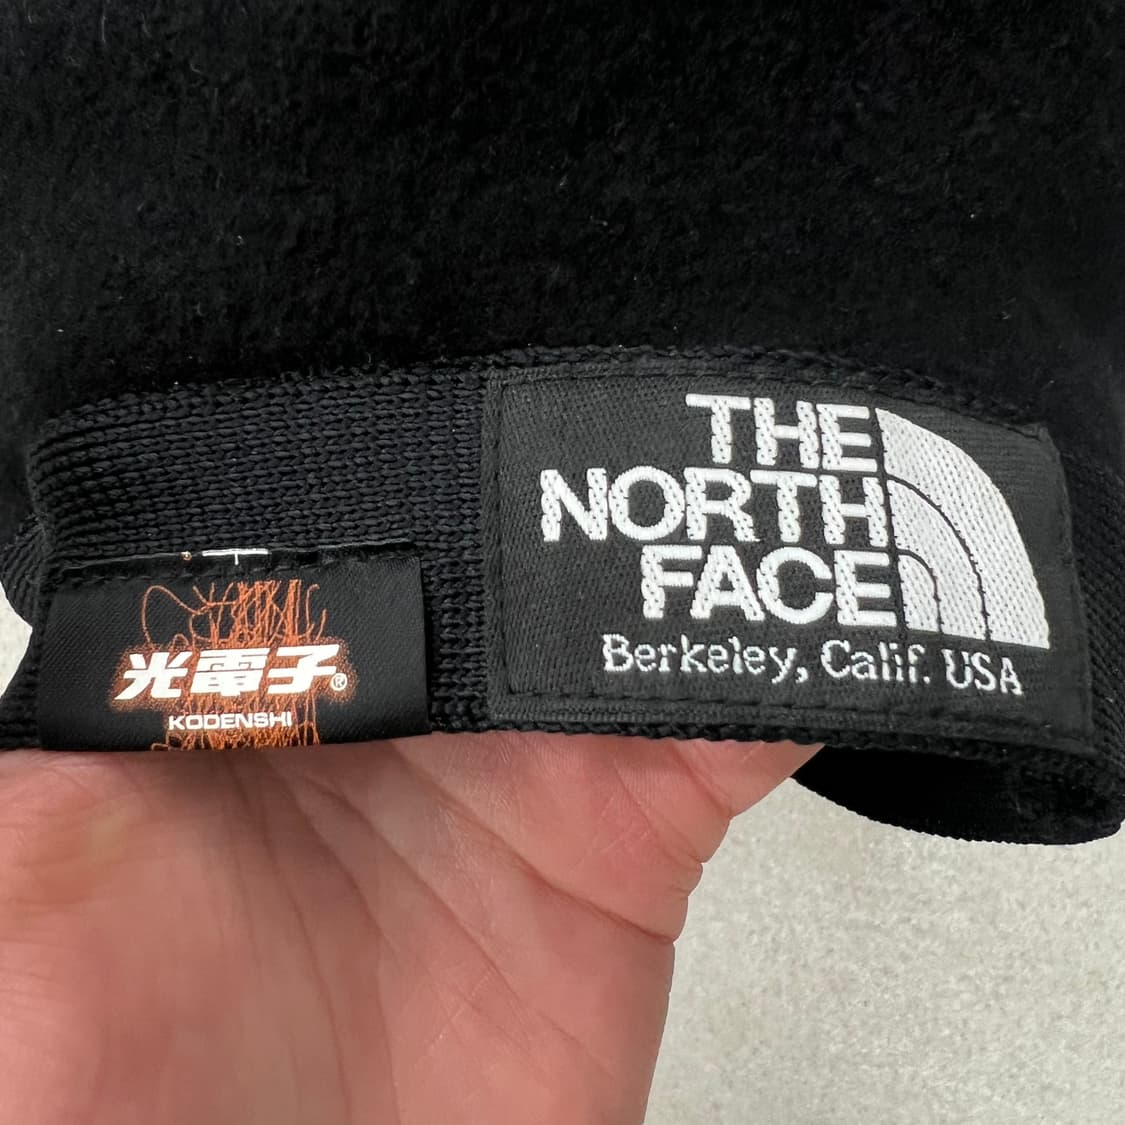 THE
NORTH
FACE
Berkeley, Calif. USA
光電子®
KODENSHI